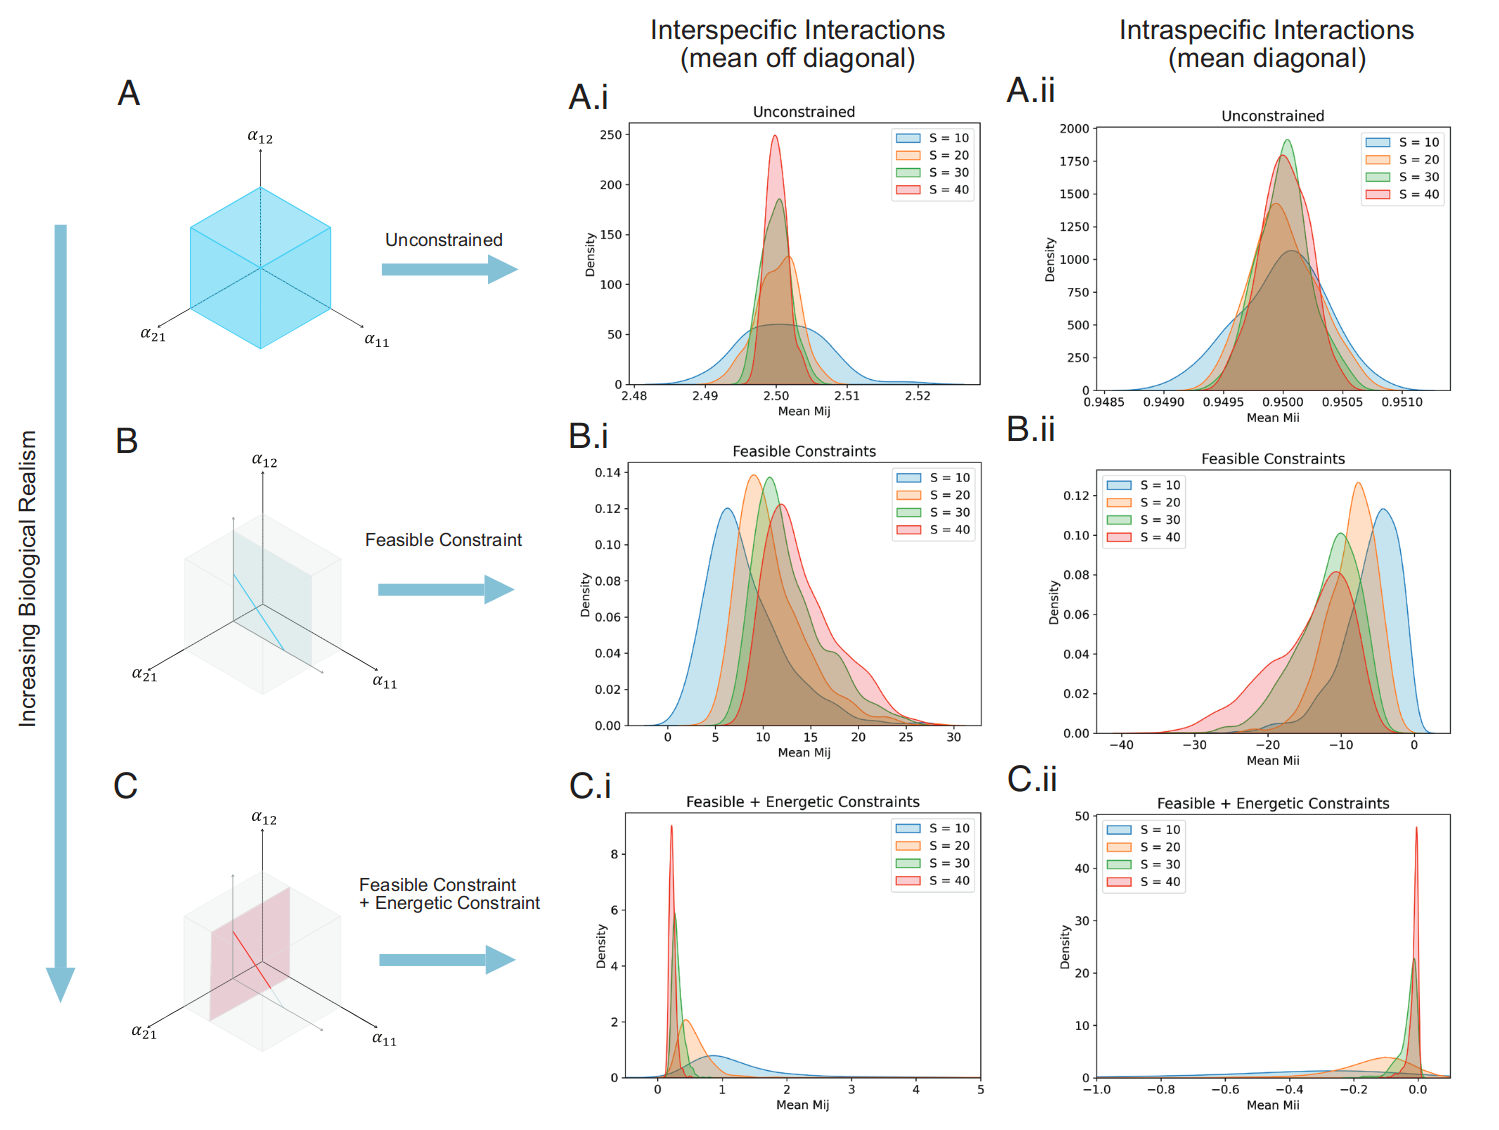 Interspecific Interactions
(mean off diagonal)
Intraspecific Interactions
(mean diagonal)
Increasing Biological Realism
A
α12
α21
α11
Unconstrained
A.i
Unconstrained
S = 10
S = 20
S = 30
S = 40
Density
250
200
150
100
50
0
2.48 2.49 2.50 2.51 2.52
Mean Mij
A.ii
Unconstrained
S = 10
S = 20
S = 30
S = 40
Density
2000
1750
1500
1250
1000
750
500
250
0
0.9485 0.9490 0.9495 0.9500 0.9505 0.9510
Mean Mii
B
α12
α21
α11
Feasible Constraint
B.i
Feasible Constraints
S = 10
S = 20
S = 30
S = 40
Density
0.14
0.12
0.10
0.08
0.06
0.04
0.02
0.00
0 5 10 15 20 25 30
Mean Mij
B.ii
Feasible Constraints
S = 10
S = 20
S = 30
S = 40
Density
0.12
0.10
0.08
0.06
0.04
0.02
0.00
−40 −30 −20 −10 0
Mean Mii
C
α12
α21
α11
Feasible Constraint
+ Energetic Constraint
C.i
Feasible + Energetic Constraints
S = 10
S = 20
S = 30
S = 40
Density
8
6
4
2
0
0 1 2 3 4 5
Mean Mij
C.ii
Feasible + Energetic Constraints
S = 10
S = 20
S = 30
S = 40
Density
50
40
30
20
10
0
−1.0 −0.8 −0.6 −0.4 −0.2 0.0
Mean Mii